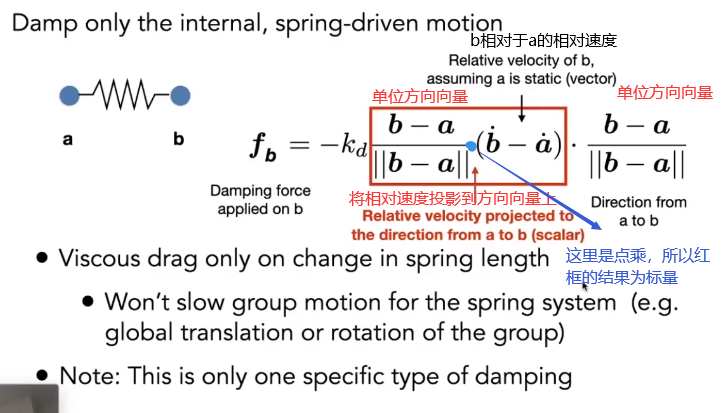 Damp only the internal, spring-driven motion
b相对于a的相对速度
Relative velocity of b,
assuming a is static (vector)
单位方向向量
单位方向向量
a
b
f_b = −k_d (b − a)/||b − a|| · (ḃ − ȧ) · (b − a)/||b − a||
Damping force
applied on b
将相对速度投影到方向向量上
Relative velocity projected to
the direction from a to b (scalar)
Direction from
a to b
这里是点乘，所以红
框的结果为标量
• Viscous drag only on change in spring length
• Won't slow group motion for the spring system (e.g.
global translation or rotation of the group)
• Note: This is only one specific type of damping